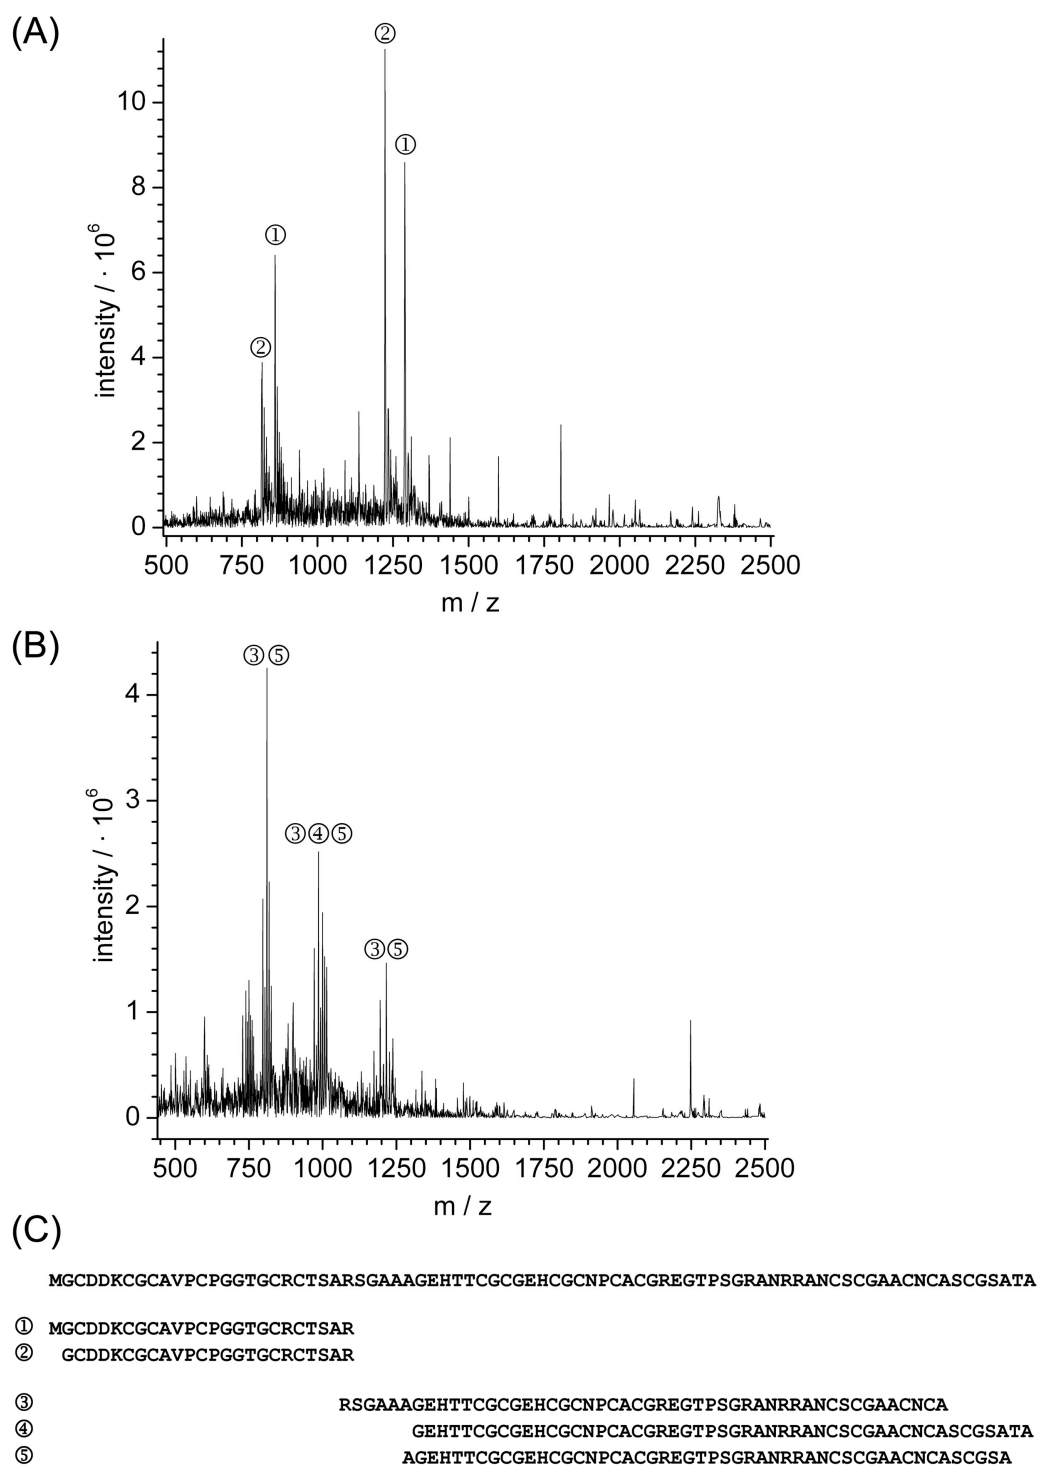 (A)
②
①
①
②
10
8
6
4
2
0
intensity / · 10⁶
500 750 1000 1250 1500 1750 2000 2250 2500
m / z
(B)
③⑤
③④⑤
③⑤
4
3
2
1
0
intensity / · 10⁶
500 750 1000 1250 1500 1750 2000 2250 2500
m / z
(C)
MGCDDKCGCAVPCPGGTGCRCTSARSGAAAGEHTTCGCGEHCGCNPCACGREGTPSGRANRRANCSCGAACNCASCGSATA
① MGCDDKCGCAVPCPGGTGCRCTSAR
② GCDDKCGCAVPCPGGTGCRCTSAR
③ RSGAAAGEHTTCGCGEHCGCNPCACGREGTPSGRANRRANCSCGAACNCA
④ GEHTTCGCGEHCGCNPCACGREGTPSGRANRRANCSCGAACNCASCGSATA
⑤ AGEHTTCGCGEHCGCNPCACGREGTPSGRANRRANCSCGAACNCASCGSA